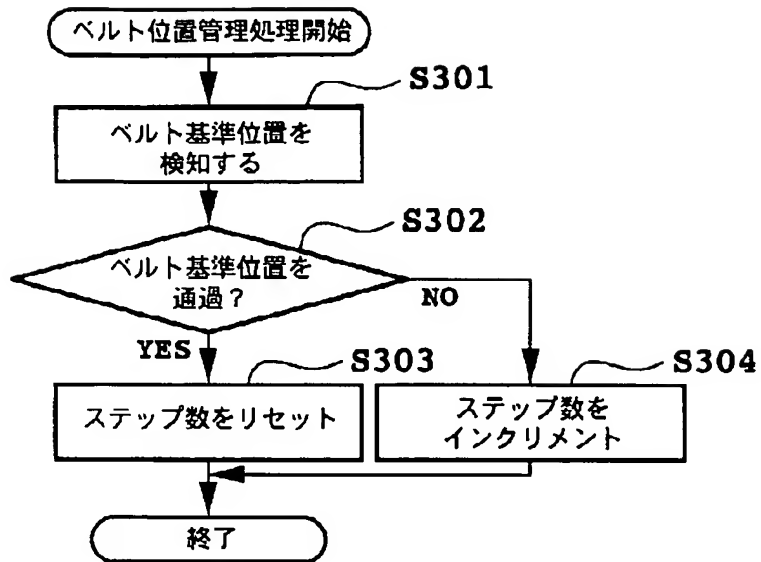 ベルト位置管理処理開始
S301
ベルト基準位置を
検知する
S302
ベルト基準位置を
通過?
NO
YES
S303
S304
ステップ数をリセット
ステップ数を
インクリメント
終了